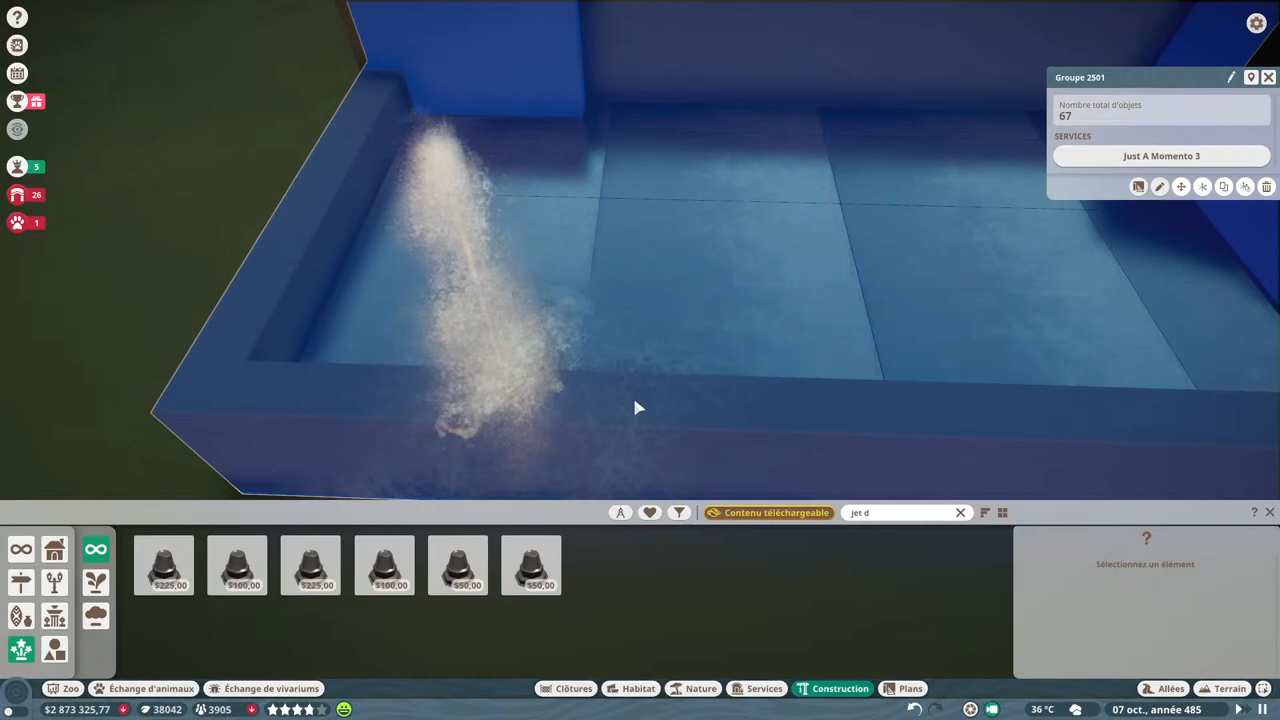 5
26
1
Groupe 2501
Nombre total d'objets
67
SERVICES
Just A Momento 3
Contenu téléchargeable
jet d
?
$225,00
$100,00
$225,00
$100,00
$50,00
$50,00
?
Sélectionnez un élément
Zoo
Échange d'animaux
Échange de vivariums
Clôtures
Habitat
Nature
Services
Construction
Plans
Allées
Terrain
$2 873 325,77
38042
3905
36 °C
07 oct., année 485